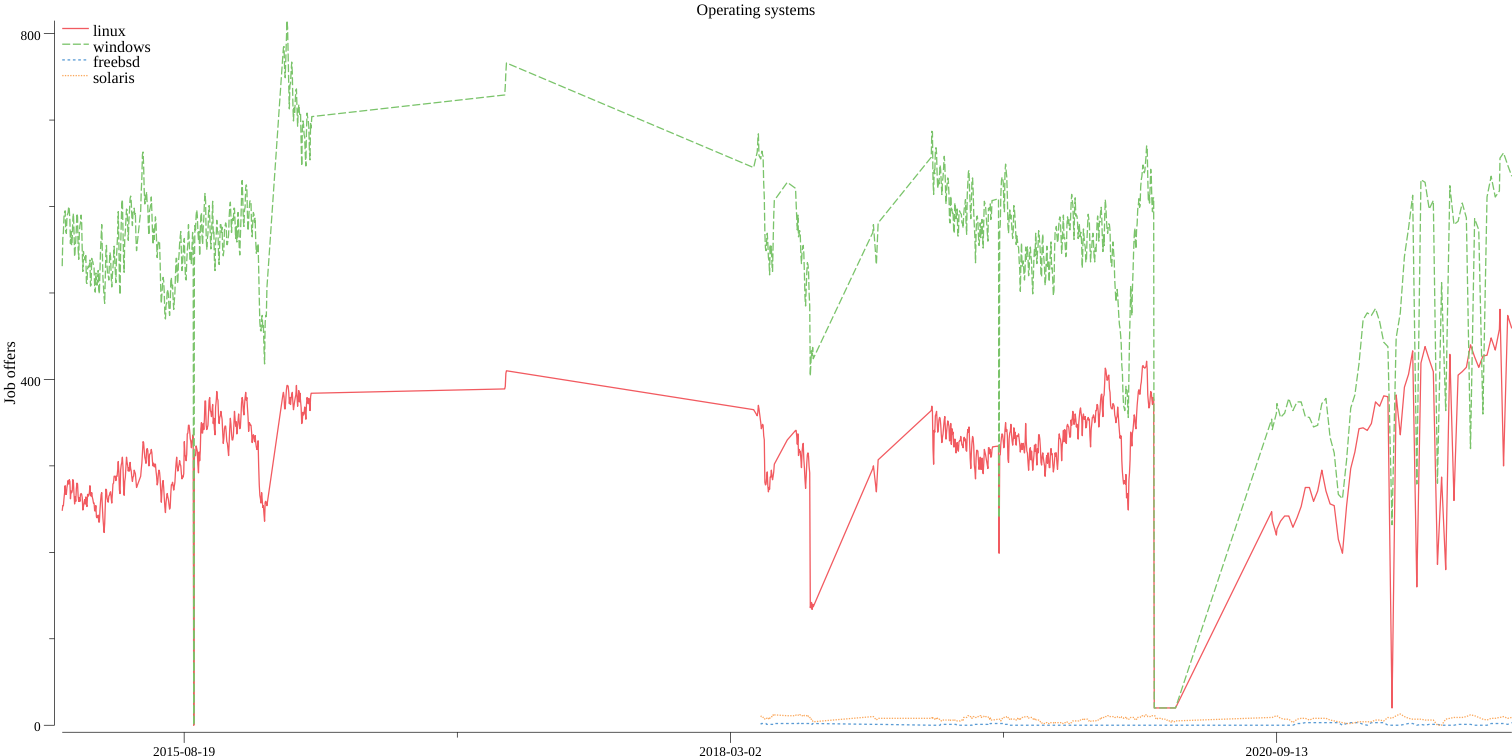 Operating systems
800
linux
windows
freebsd
solaris
Job offers
400
0
2015-08-19
2018-03-02
2020-09-13